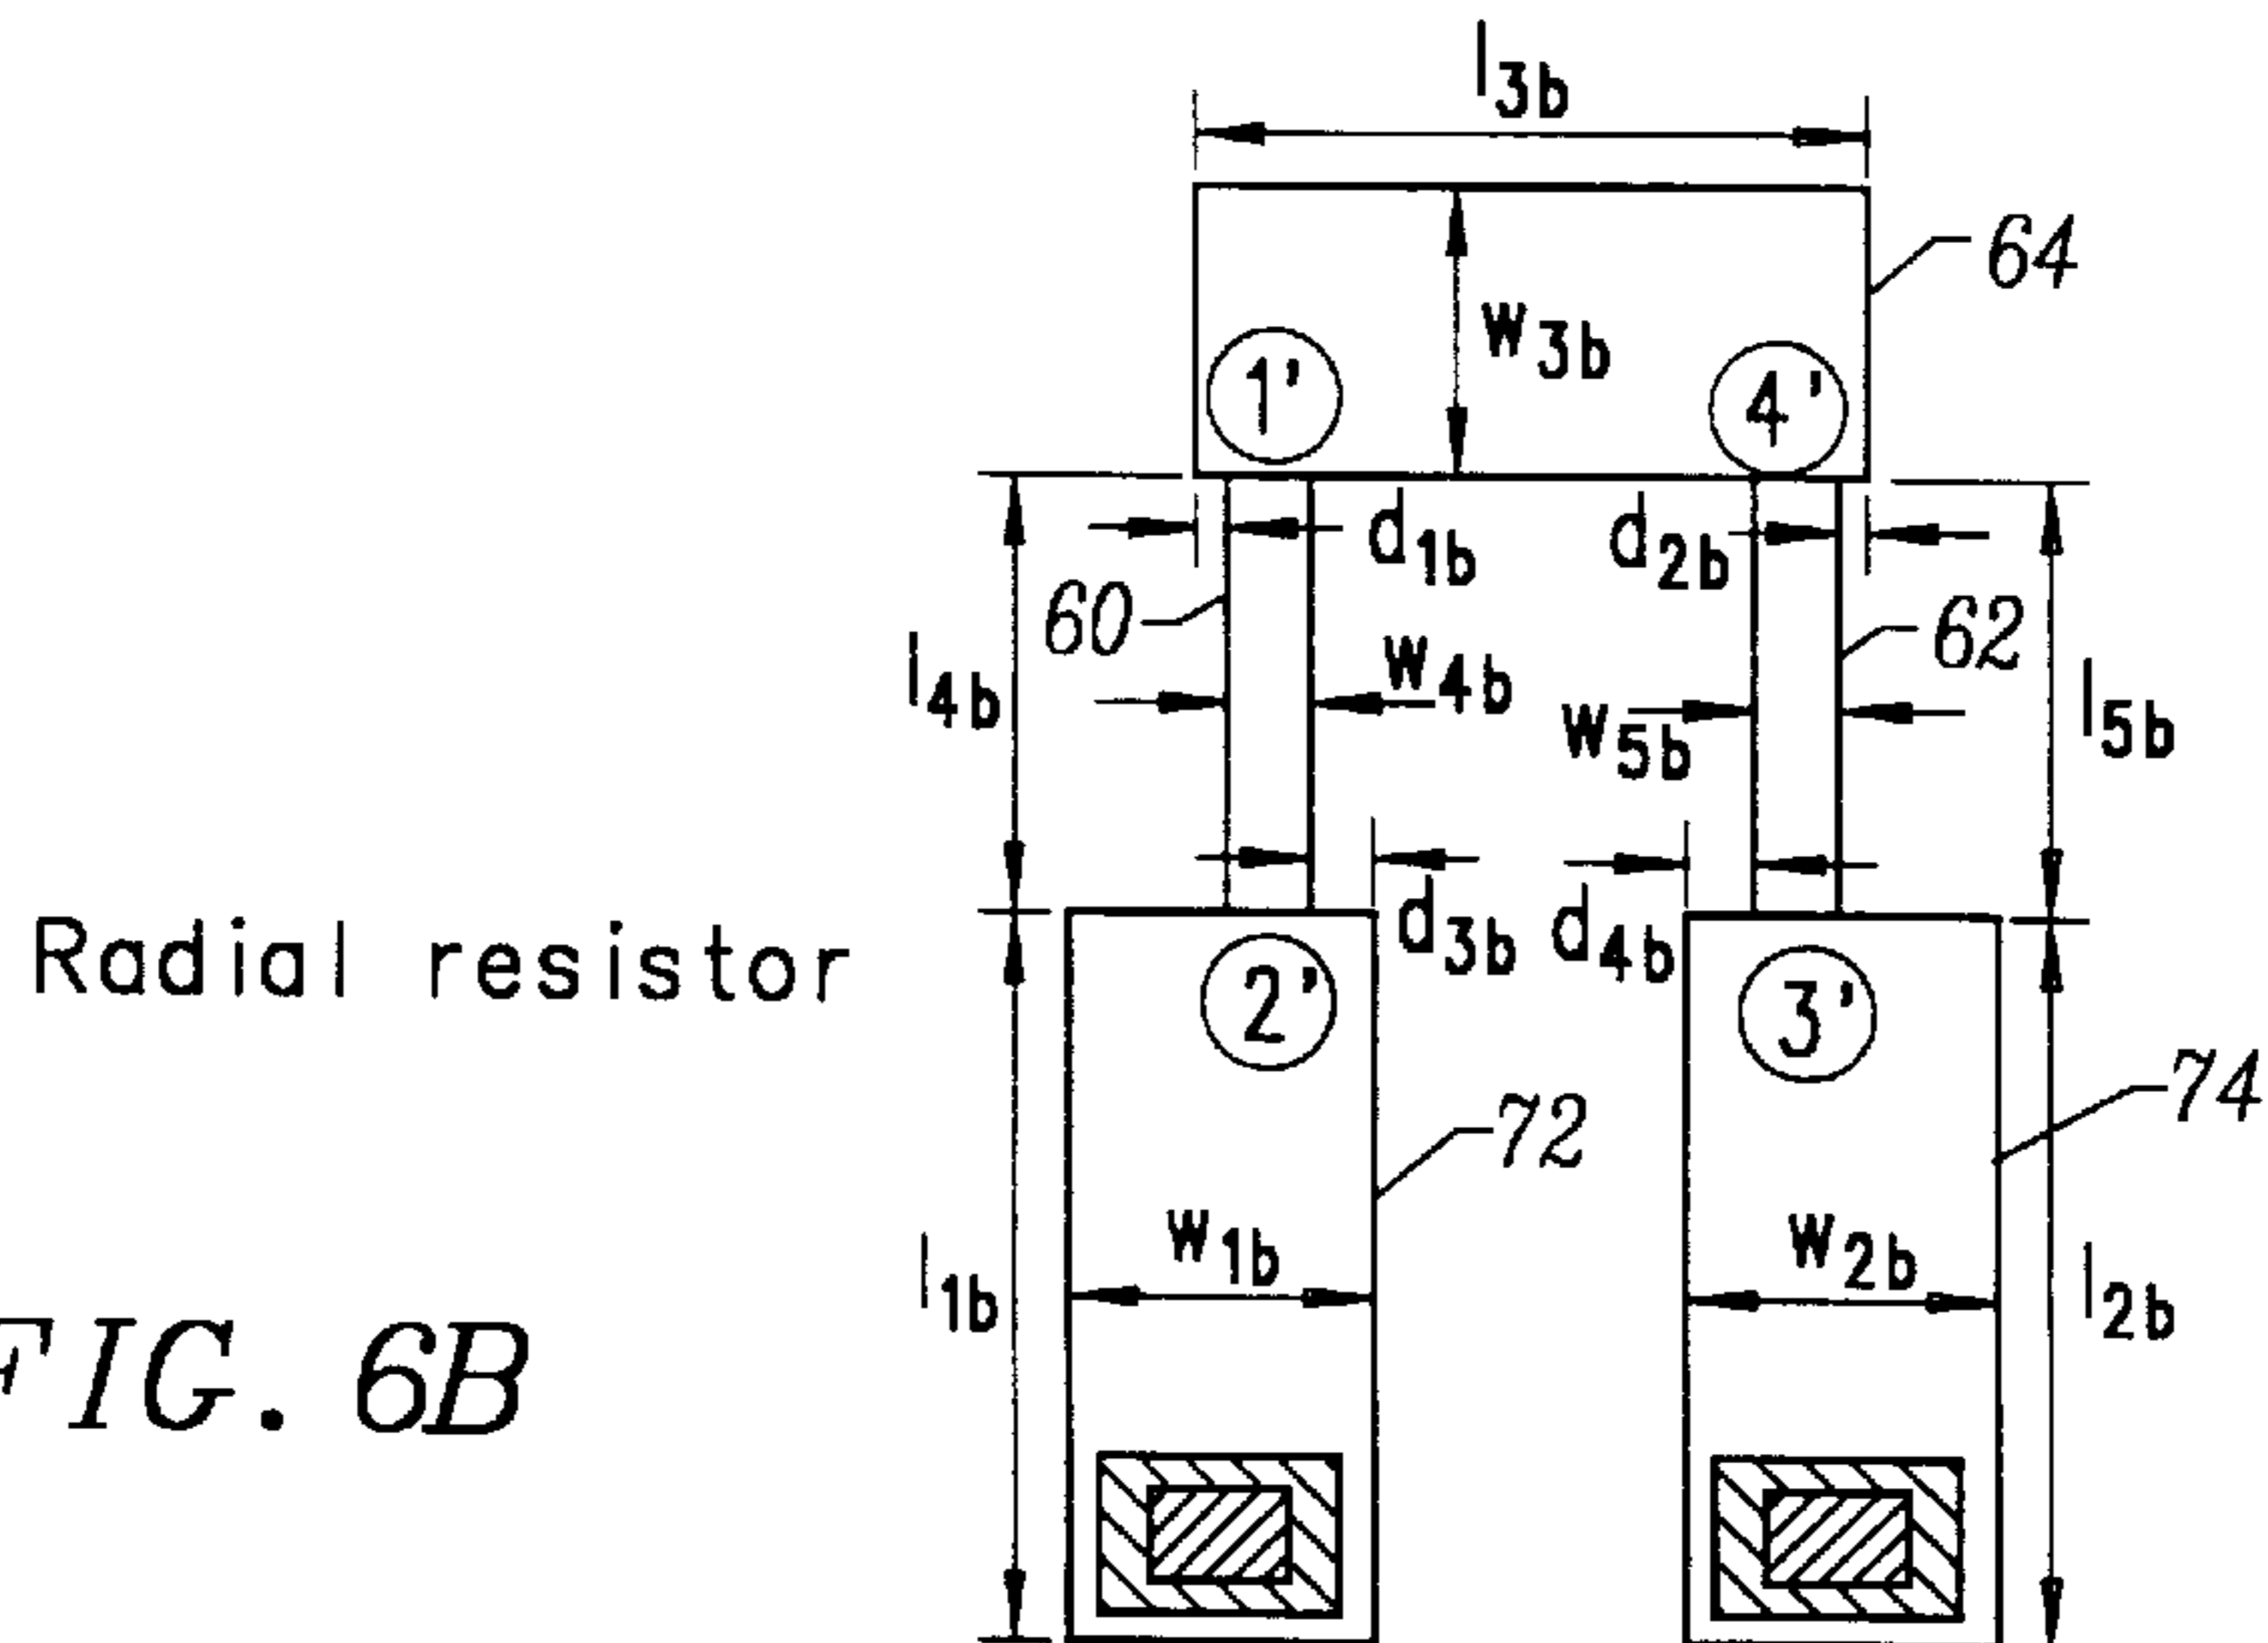 l3b
64
w3b
1' 4'
d1b d2b
60 62
l4b w4b w5b l5b
d3b d4b
Radial resistor
2' 3'
72 74
w1b w2b
l1b l2b
FIG. 6B